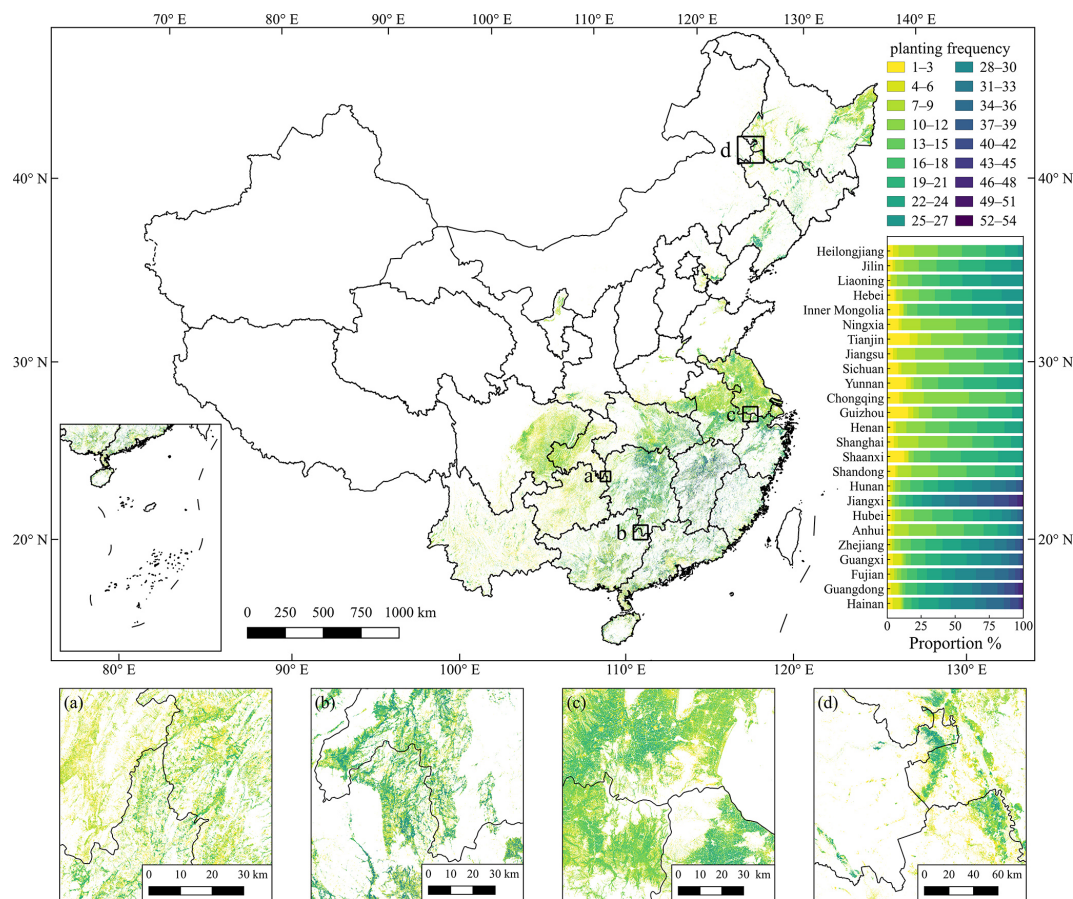 70° E 80° E 90° E 100° E 110° E 120° E 130° E 140° E
planting frequency
1–3 28–30
4–6 31–33
7–9 34–36
10–12 37–39
13–15 40–42
16–18 43–45
19–21 46–48
22–24 49–51
25–27 52–54
40° N 40° N
30° N 30° N
20° N 20° N
d
c
a
b
Heilongjiang
Jilin
Liaoning
Hebei
Inner Mongolia
Ningxia
Tianjin
Jiangsu
Sichuan
Yunnan
Chongqing
Guizhou
Henan
Shanghai
Shaanxi
Shandong
Hunan
Jiangxi
Hubei
Anhui
Zhejiang
Guangxi
Fujian
Guangdong
Hainan
0 25 50 75 100
Proportion %
0 250 500 750 1000 km
80° E 90° E 100° E 110° E 120° E 130° E
(a) (b) (c) (d)
0 10 20 30 km
0 10 20 30 km
0 10 20 30 km
0 20 40 60 km